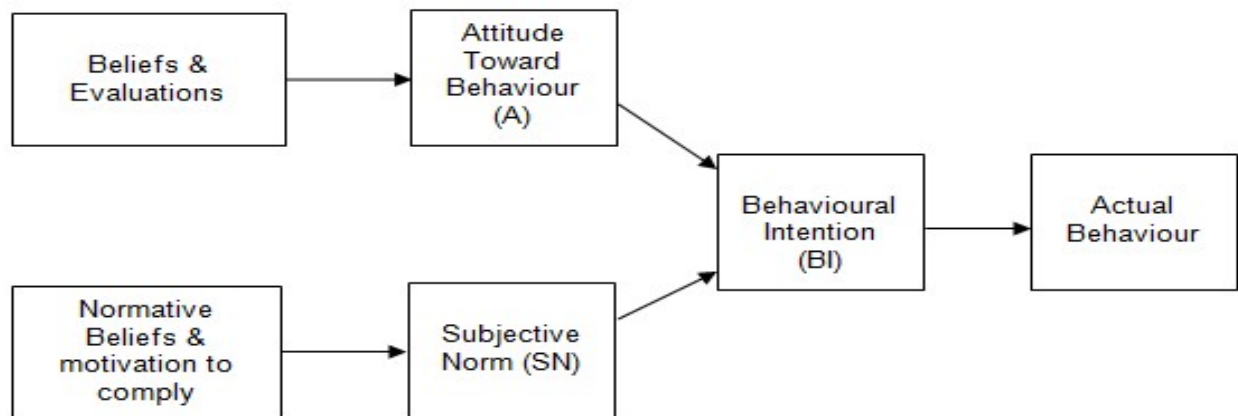 Beliefs &
Evaluations
Attitude
Toward
Behaviour
(A)
Normative
Beliefs &
motivation to
comply
Subjective
Norm (SN)
Behavioural
Intention
(BI)
Actual
Behaviour